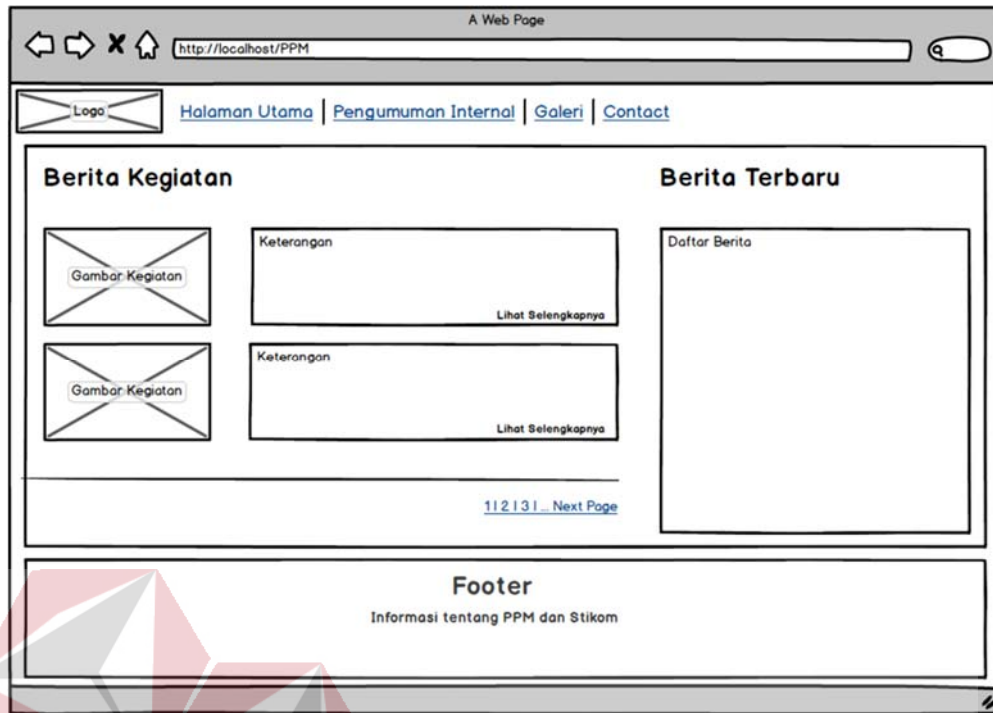 A Web Page
http://localhost/PPM
Logo
Halaman Utama | Pengumuman Internal | Galeri | Contact
Berita Kegiatan
Berita Terbaru
Gambar Kegiatan
Keterangan
Lihat Selengkapnya
Daftar Berita
Gambar Kegiatan
Keterangan
Lihat Selengkapnya
1 | 2 | 3 | ... Next Page
Footer
Informasi tentang PPM dan Stikom